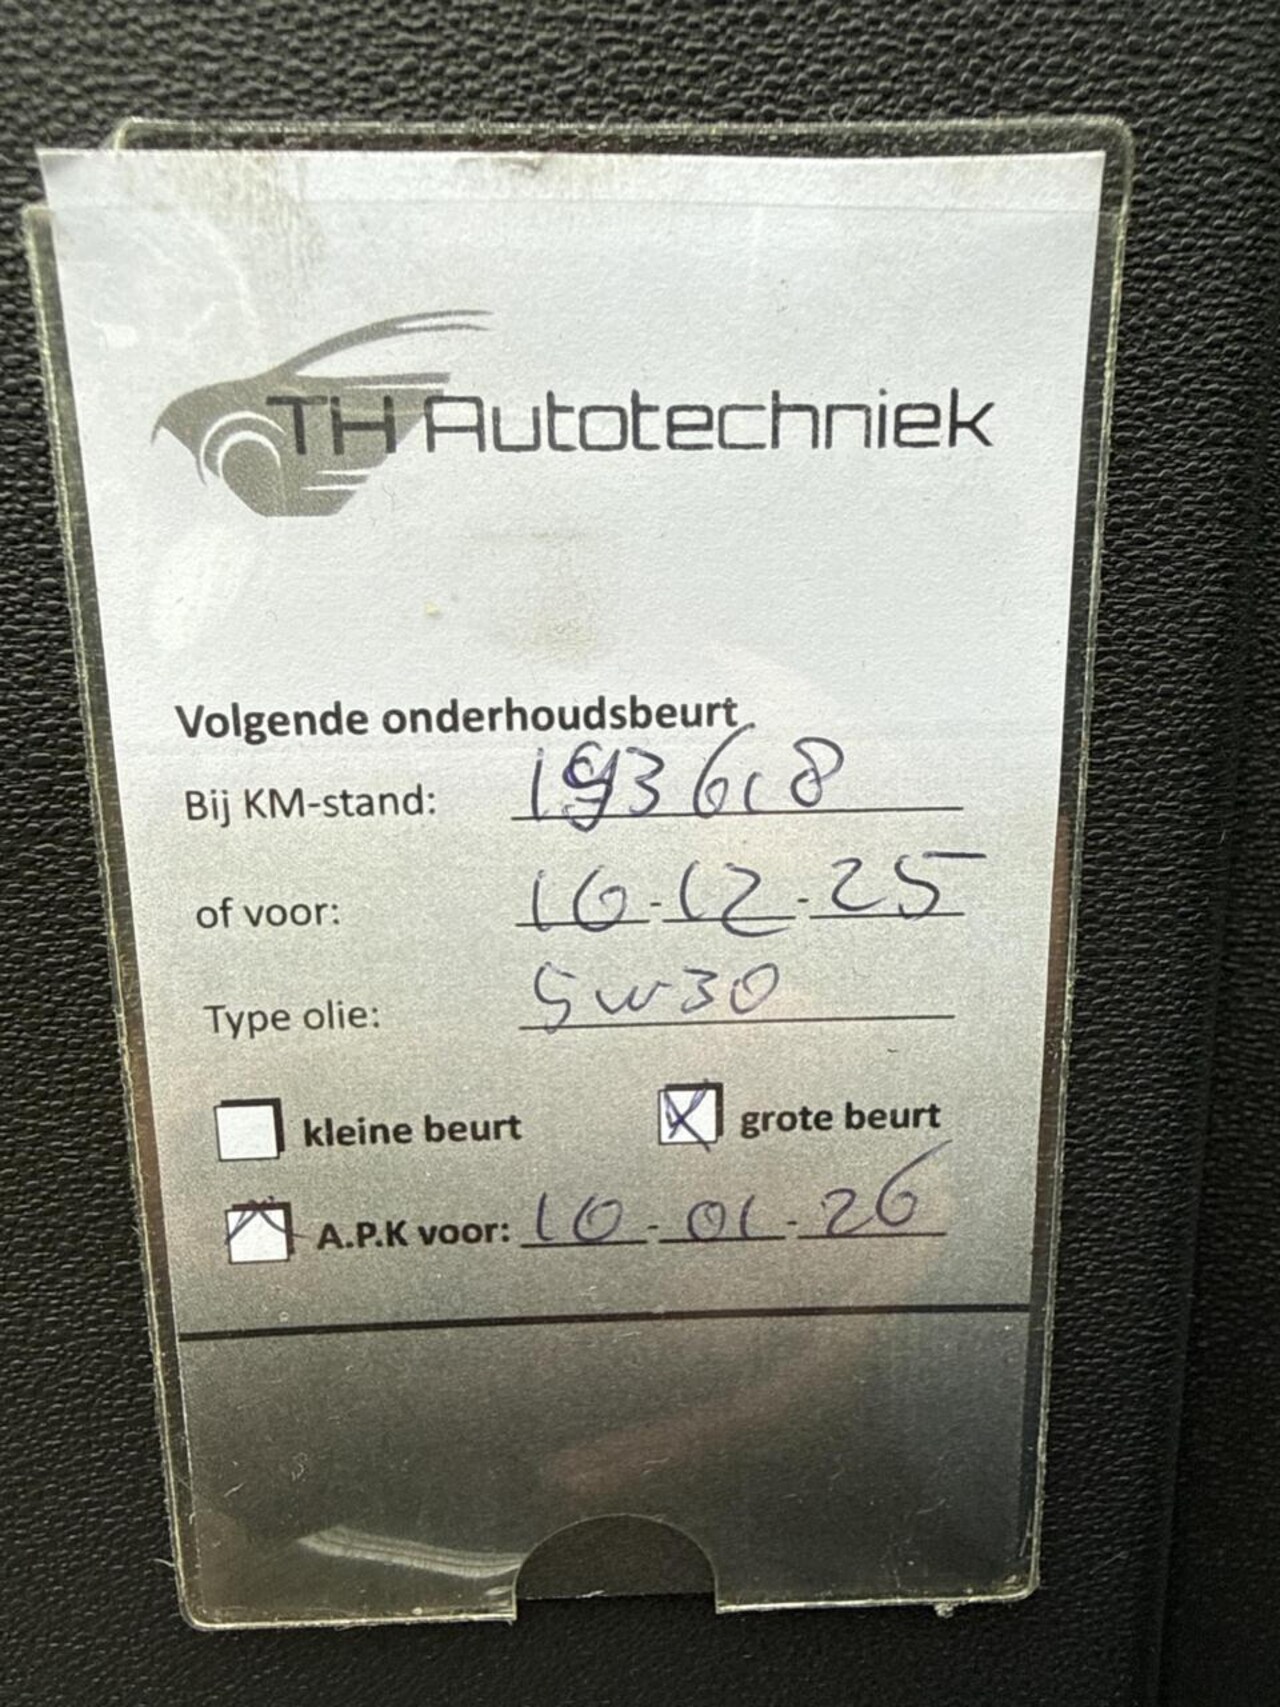 TH Autotechniek
Volgende onderhoudsbeurt
Bij KM-stand: 193618
of voor: 10-12-25
Type olie: 5w30
kleine beurt grote beurt
A.P.K voor: 10-01-26